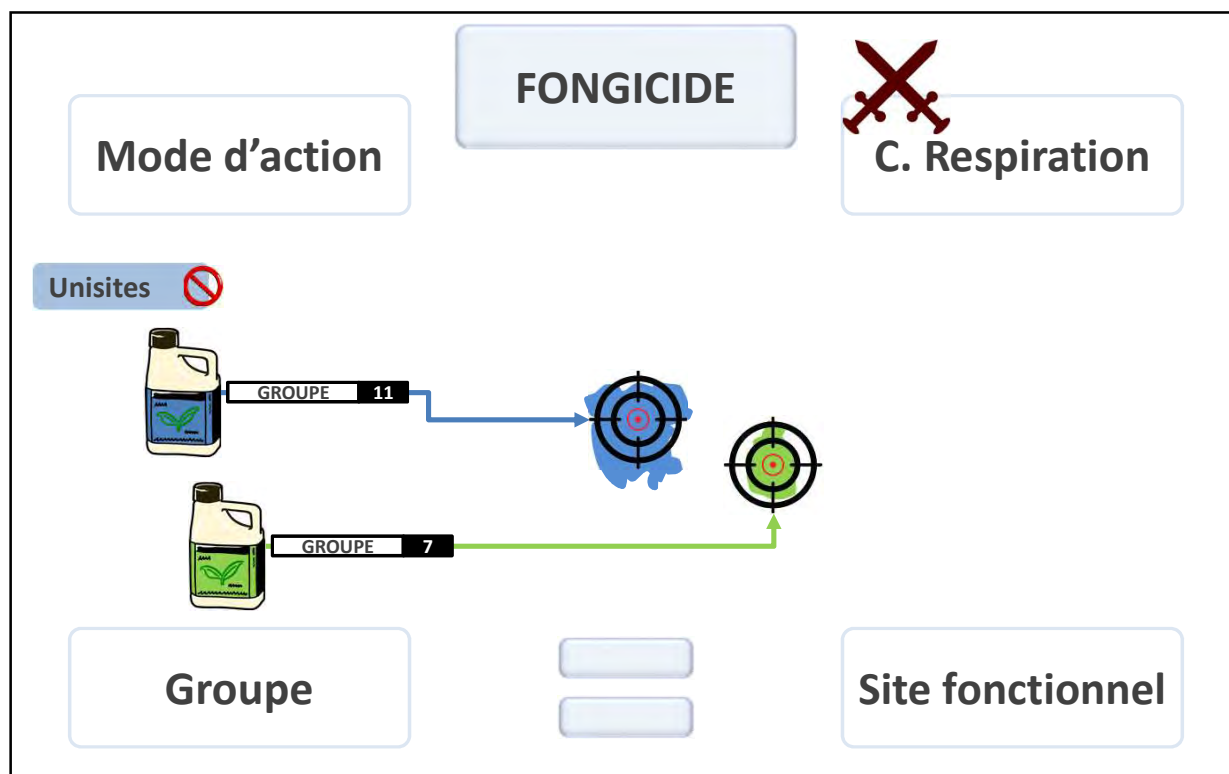 FONGICIDE
Mode d’action
C. Respiration
Unisites
GROUPE 11
GROUPE 7
Groupe
Site fonctionnel